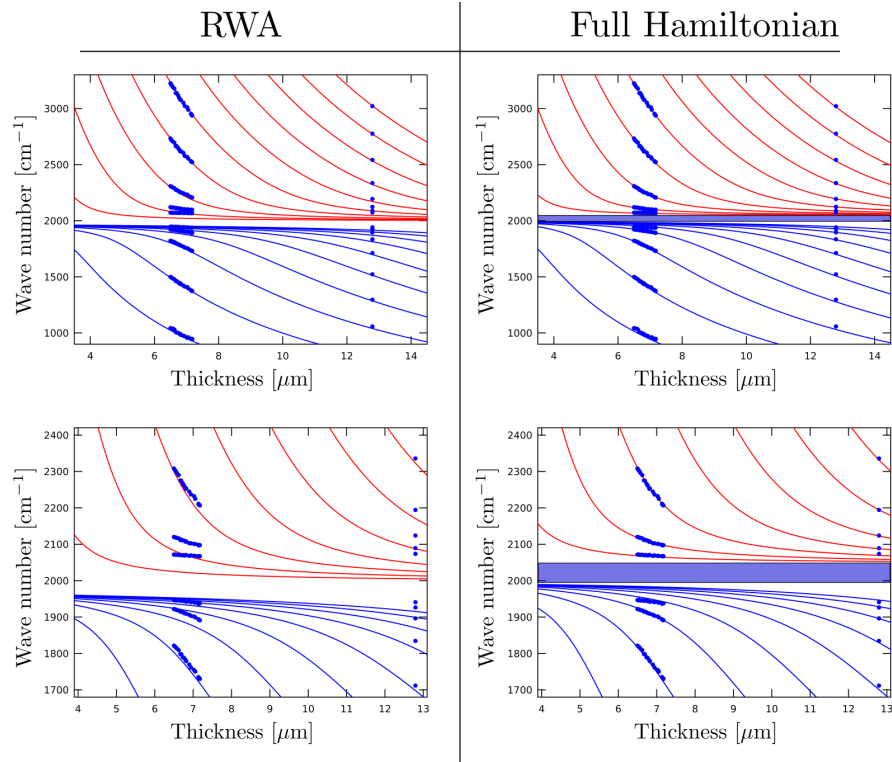 RWA
Full Hamiltonian
Wave number [cm⁻¹]
3000
2500
2000
1500
1000
4 6 8 10 12 14
Thickness [μm]
Wave number [cm⁻¹]
3000
2500
2000
1500
1000
4 6 8 10 12 14
Thickness [μm]
Wave number [cm⁻¹]
2400
2300
2200
2100
2000
1900
1800
1700
4 5 6 7 8 9 10 11 12 13
Thickness [μm]
Wave number [cm⁻¹]
2400
2300
2200
2100
2000
1900
1800
1700
4 5 6 7 8 9 10 11 12 13
Thickness [μm]